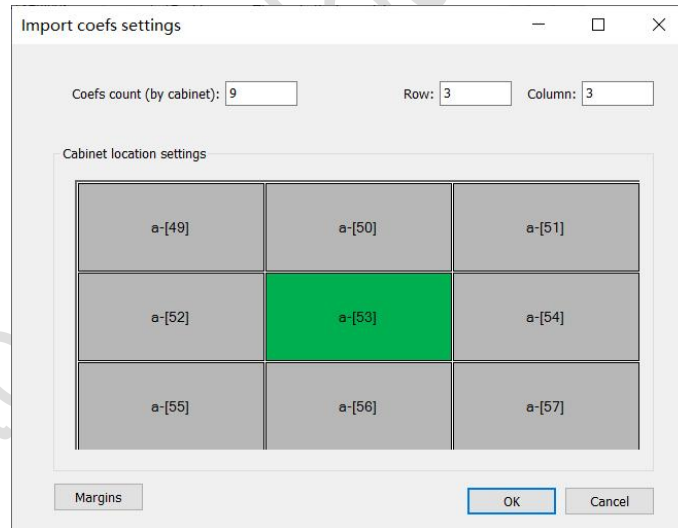 Import coefs settings
Coefs count (by cabinet): 9 Row: 3 Column: 3
Cabinet location settings
a-[49] a-[50] a-[51]
a-[52] a-[53] a-[54]
a-[55] a-[56] a-[57]
Margins OK Cancel